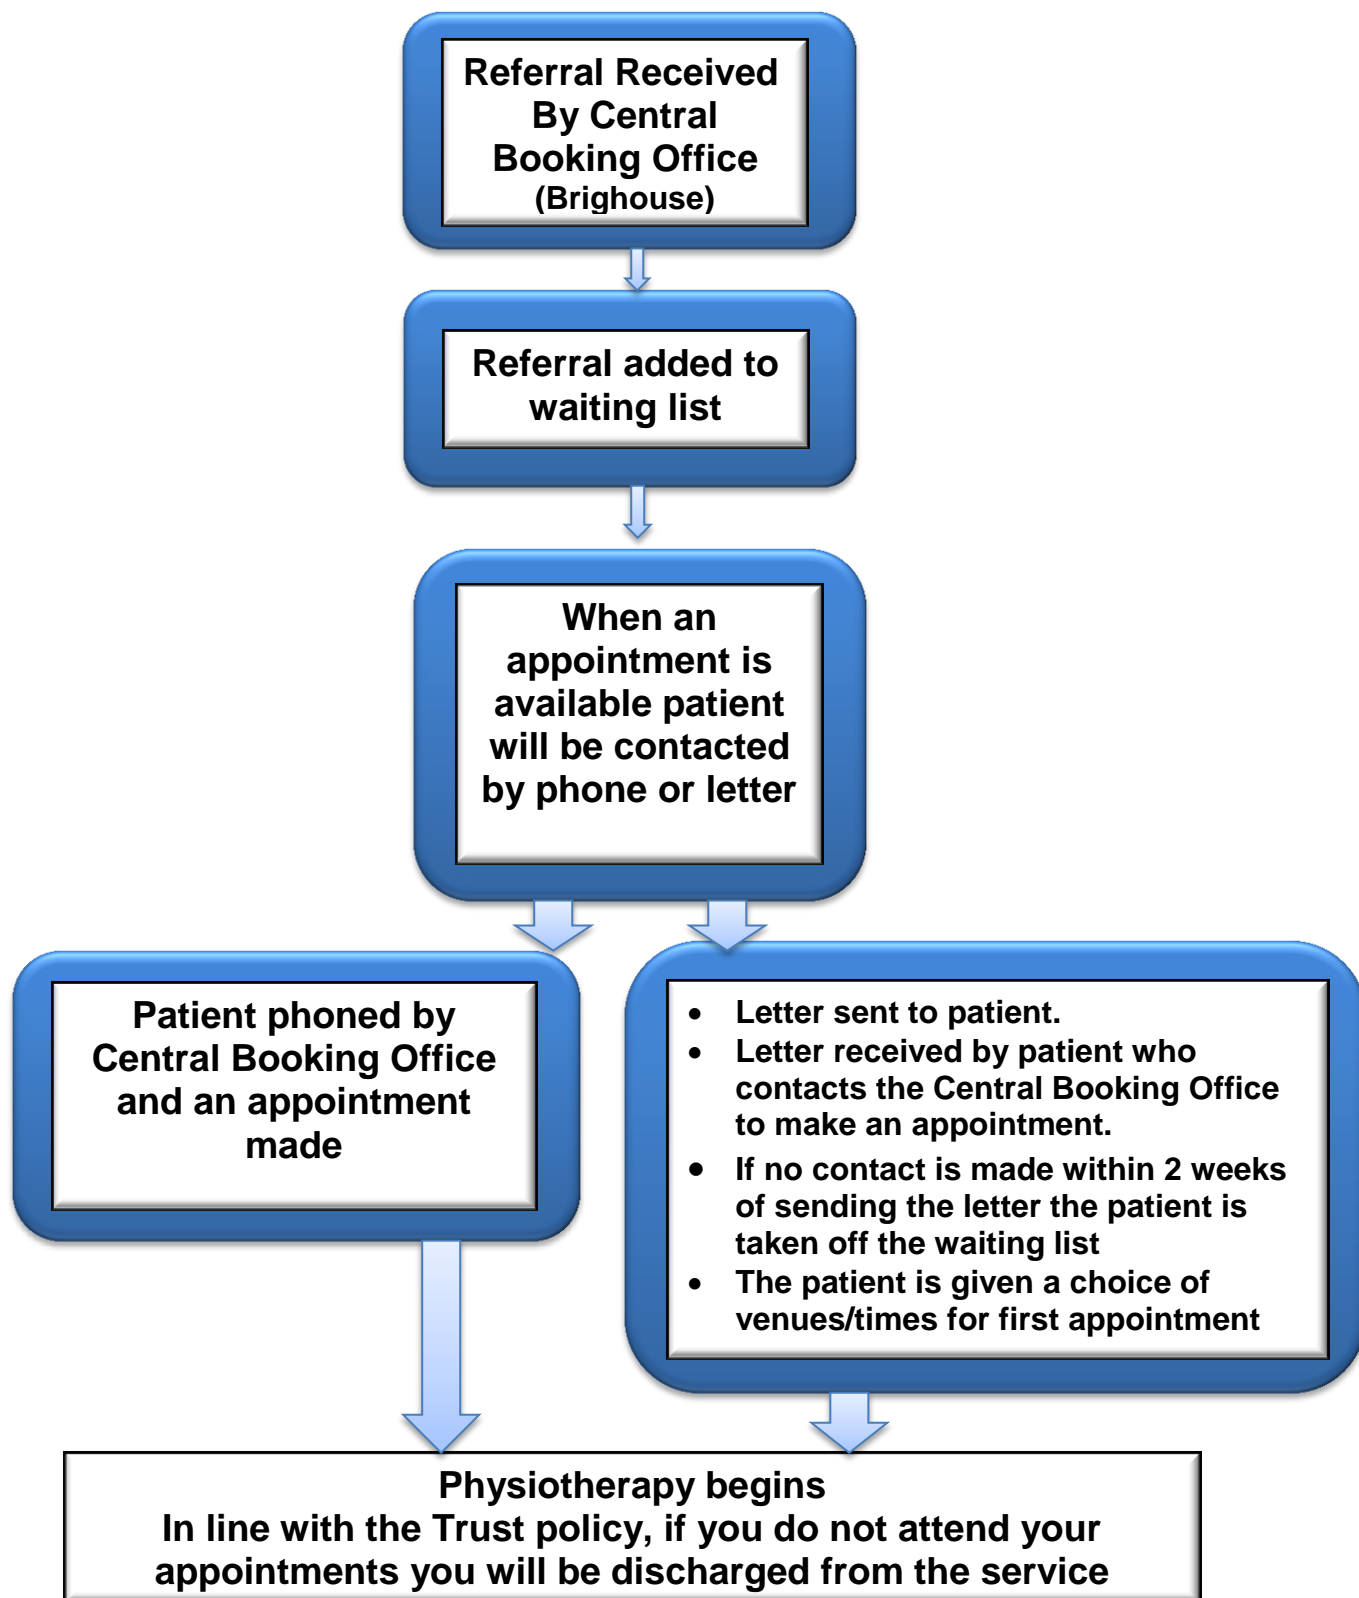 Referral Received
By Central
Booking Office
(Brighouse)
Referral added to
waiting list
When an
appointment is
available patient
will be contacted
by phone or letter
Patient phoned by
Central Booking Office
and an appointment
made
• Letter sent to patient.
• Letter received by patient who
contacts the Central Booking Office
to make an appointment.
• If no contact is made within 2 weeks
of sending the letter the patient is
taken off the waiting list
• The patient is given a choice of
venues/times for first appointment
Physiotherapy begins
In line with the Trust policy, if you do not attend your
appointments you will be discharged from the service